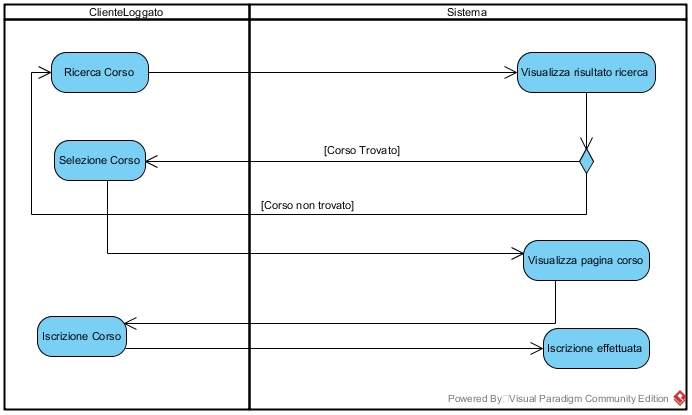 ClienteLoggato
Sistema
Ricerca Corso
Visualizza risultato ricerca
[Corso Trovato]
Selezione Corso
[Corso non trovato]
Visualizza pagina corso
Iscrizione Corso
Iscrizione effettuata
Powered By Visual Paradigm Community Edition